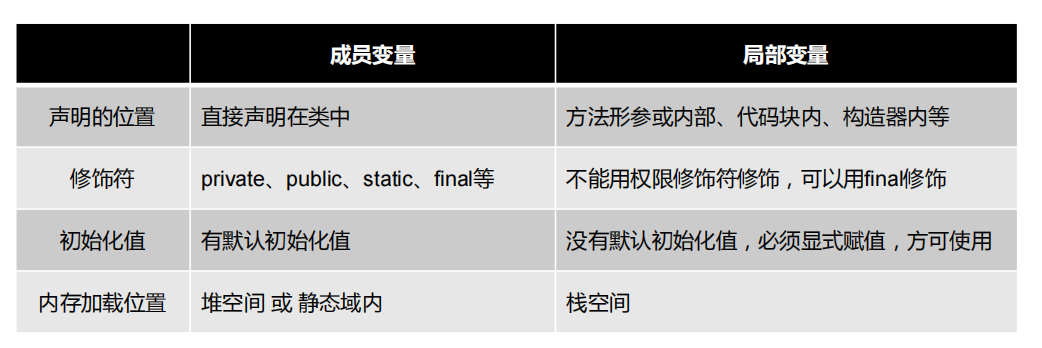 成员变量 局部变量
声明的位置 直接声明在类中 方法形参或内部、代码块内、构造器内等
修饰符 private、public、static、final等 不能用权限修饰符修饰，可以用final修饰
初始化值 有默认初始化值 没有默认初始化值，必须显式赋值，方可使用
内存加载位置 堆空间 或 静态域内 栈空间